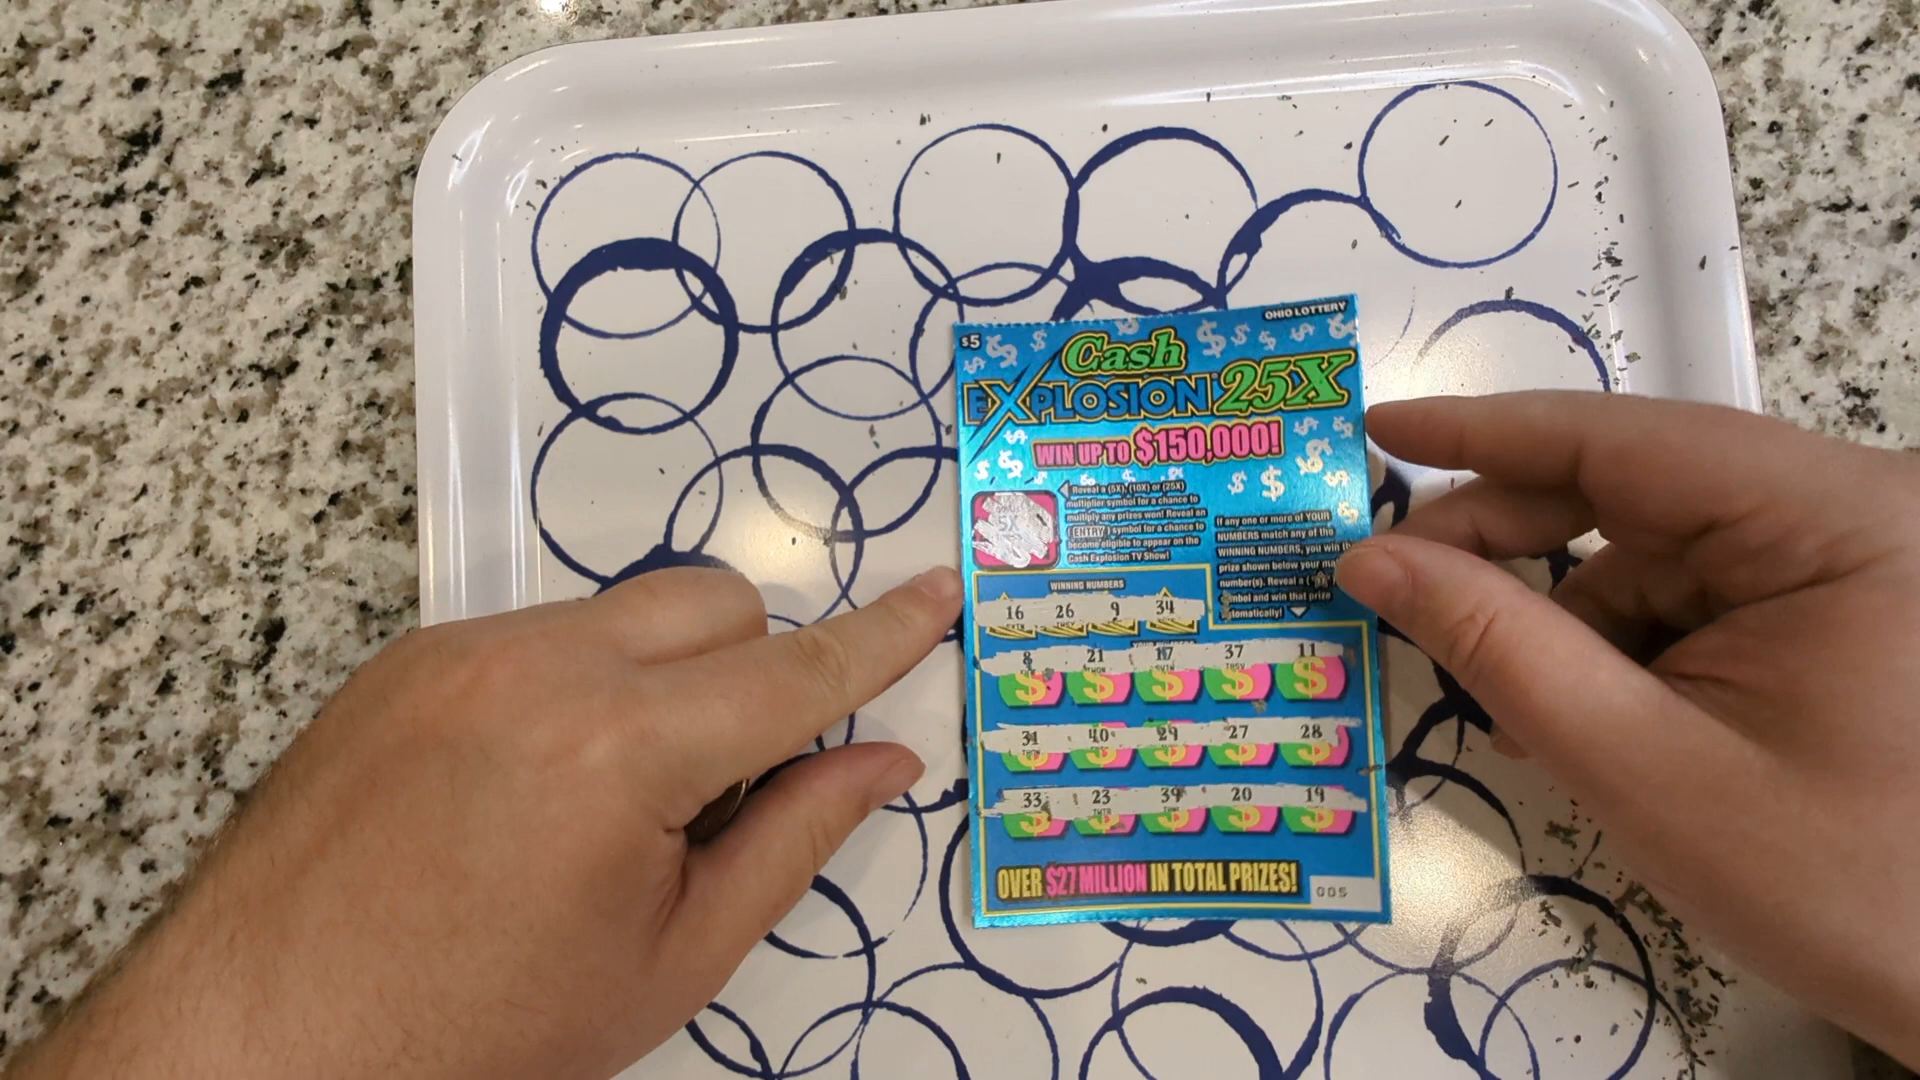 OHIO LOTTERY
$5
Cash
EXPLOSION 25X
WIN UP TO $150,000!
Reveal a (5X), (10X) or (25X)
multiplier symbol for a chance to
multiply any prizes won! Reveal an
(ENTRY) symbol for a chance to
become eligible to appear on the
Cash Explosion TV Show!
5X
If any one or more of YOUR
NUMBERS match any of the
WINNING NUMBERS, you win
prize shown below your
number(s). Reveal a (
and win that prize
WINNING NUMBERS
16 26 9 34
8 21 17 37 11
31 40 29 27 28
33 23 39 20 19
OVER $27 MILLION IN TOTAL PRIZES!
005